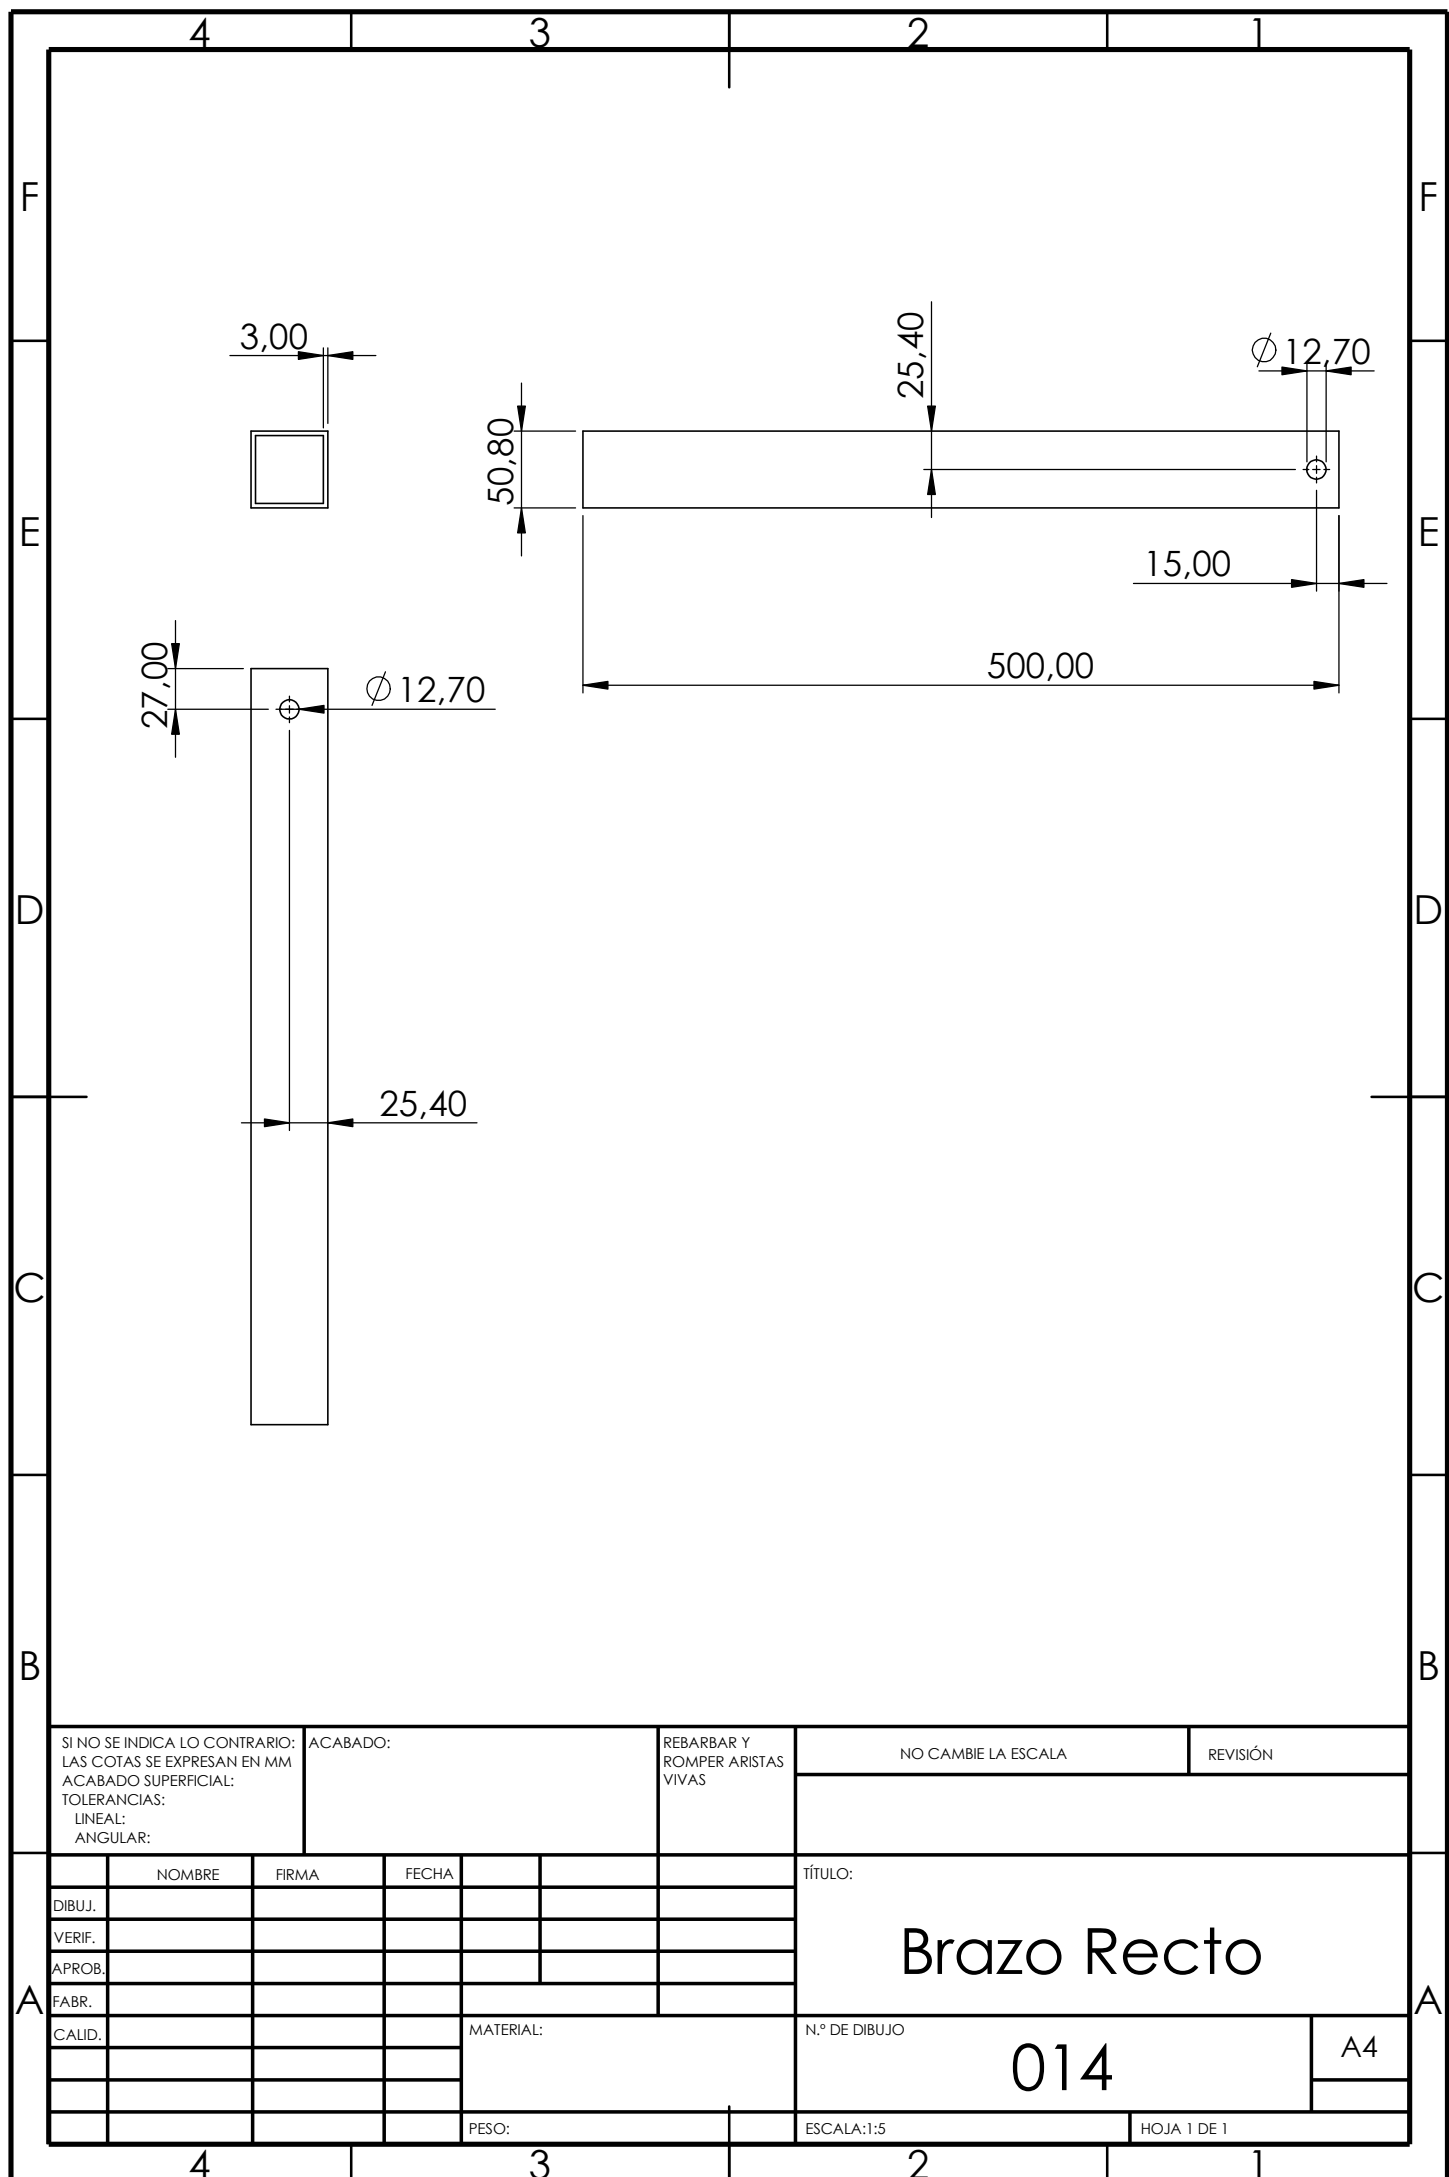 4 3 2 1
F F
3,00
25,40
∅12,70
50,80
E E
15,00
27,00
500,00
∅12,70
D D
25,40
C C
B B
SI NO SE INDICA LO CONTRARIO:
LAS COTAS SE EXPRESAN EN MM
ACABADO SUPERFICIAL:
TOLERANCIAS:
LINEAL:
ANGULAR:
ACABADO:
REBARBAR Y
ROMPER ARISTAS
VIVAS
NO CAMBIE LA ESCALA
REVISIÓN
NOMBRE FIRMA FECHA
DIBUJ.
VERIF.
APROB.
FABR.
CALID.
TÍTULO:
Brazo Recto
A A
MATERIAL:
N.º DE DIBUJO
014
A4
PESO:
ESCALA:1:5
HOJA 1 DE 1
4 3 2 1